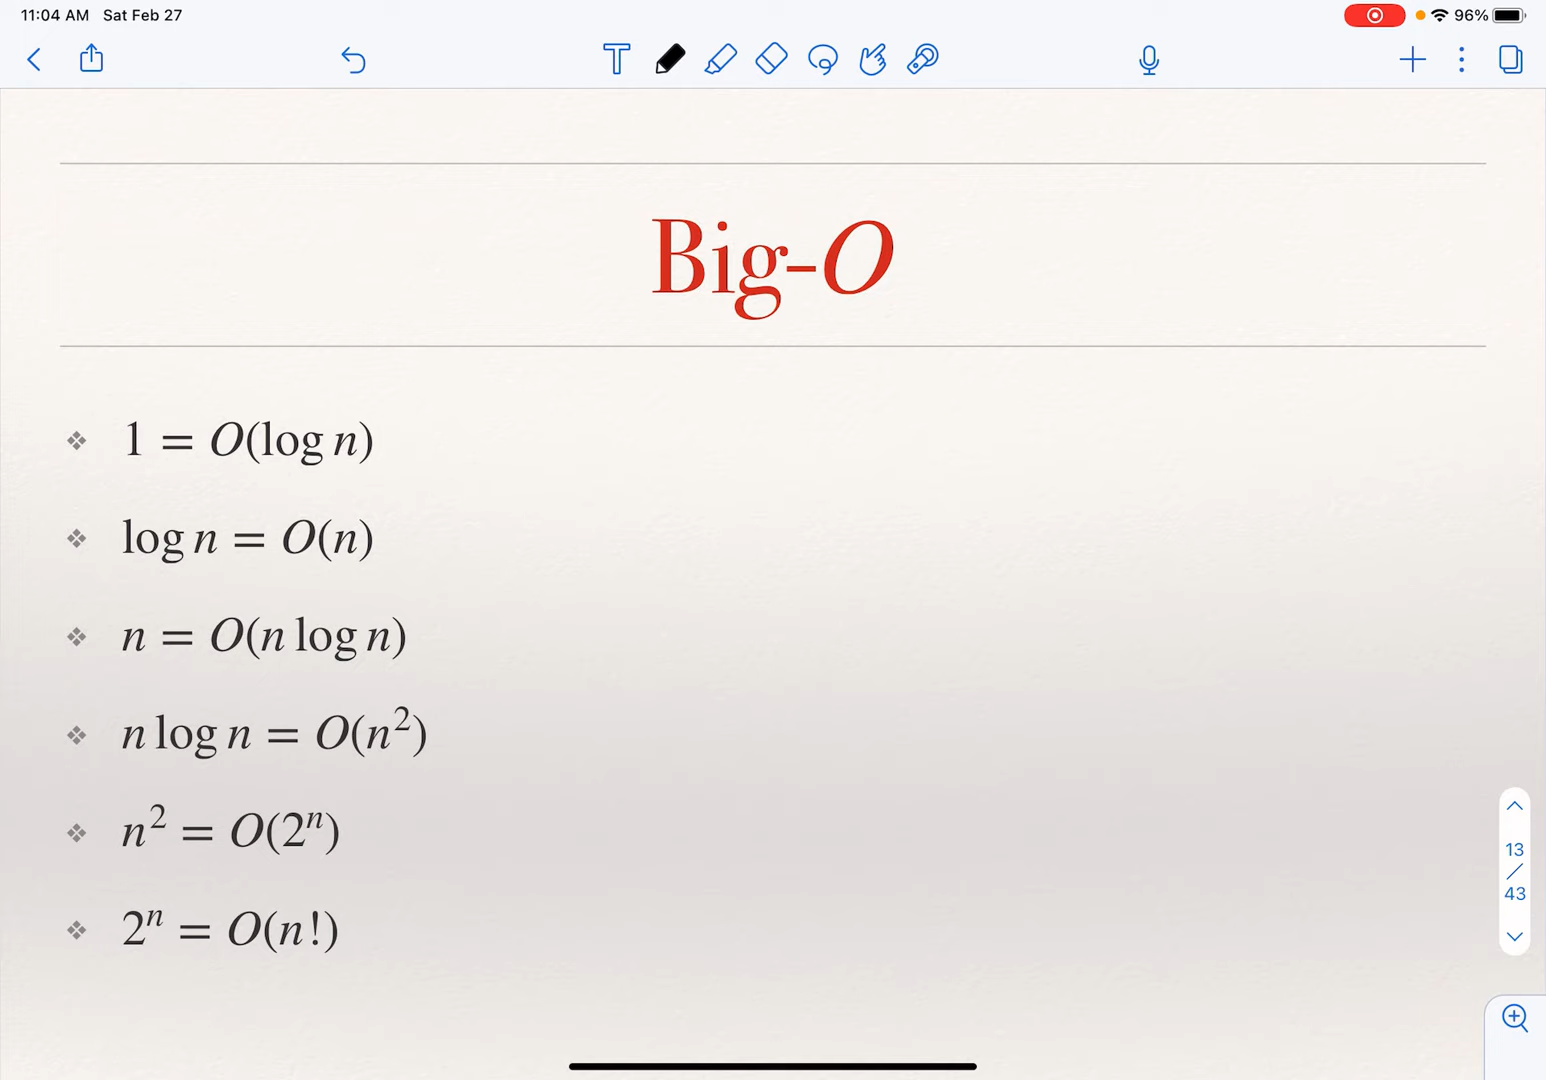 11:04 AM Sat Feb 27 96%
Big-O
1 = O(log n)
log n = O(n)
n = O(n log n)
n log n = O(n²)
n² = O(2ⁿ)
2ⁿ = O(n!)
13
/
43